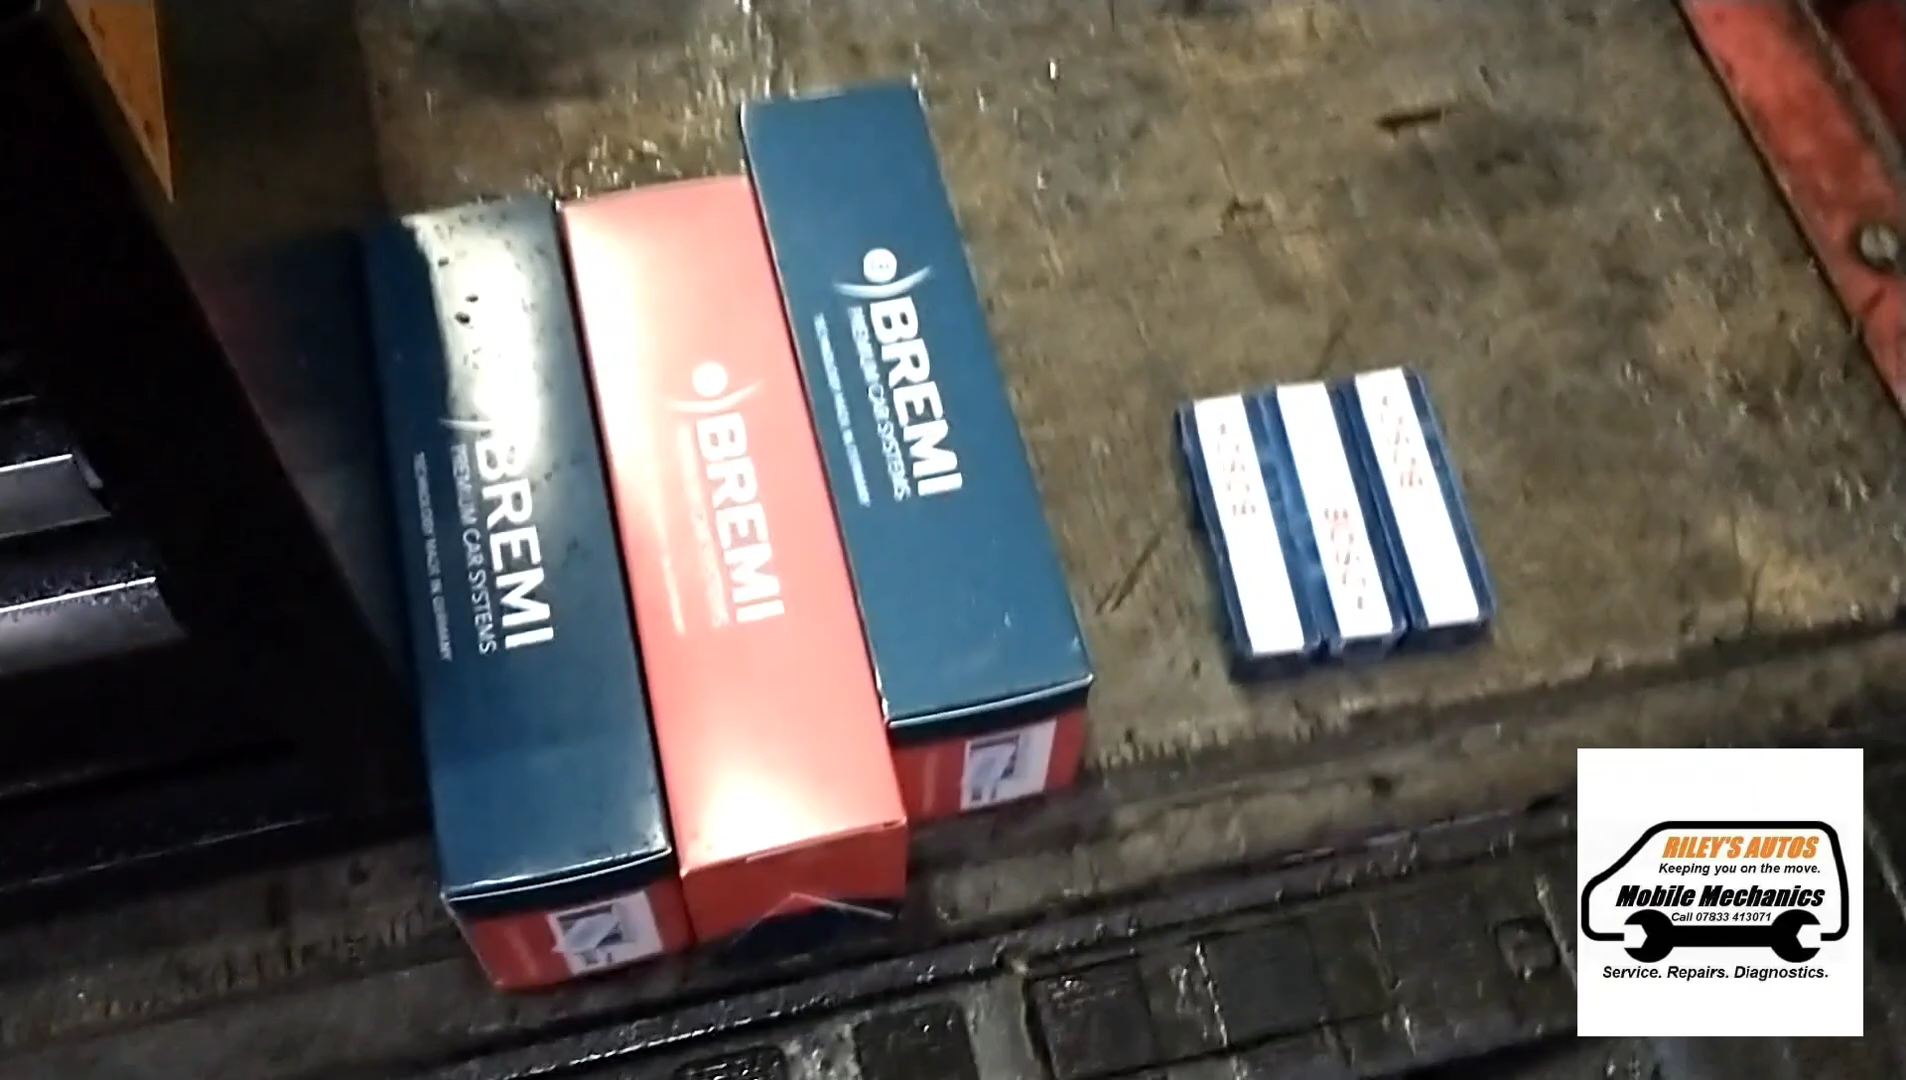 BREMI
PREMIUM CAR SYSTEMS
TECHNOLOGY MADE IN GERMANY
BREMI
BREMI
PREMIUM CAR SYSTEMS
TECHNOLOGY MADE IN GERMANY
RILEY'S AUTOS
Keeping you on the move.
Mobile Mechanics
Call 07833 413071
Service. Repairs. Diagnostics.